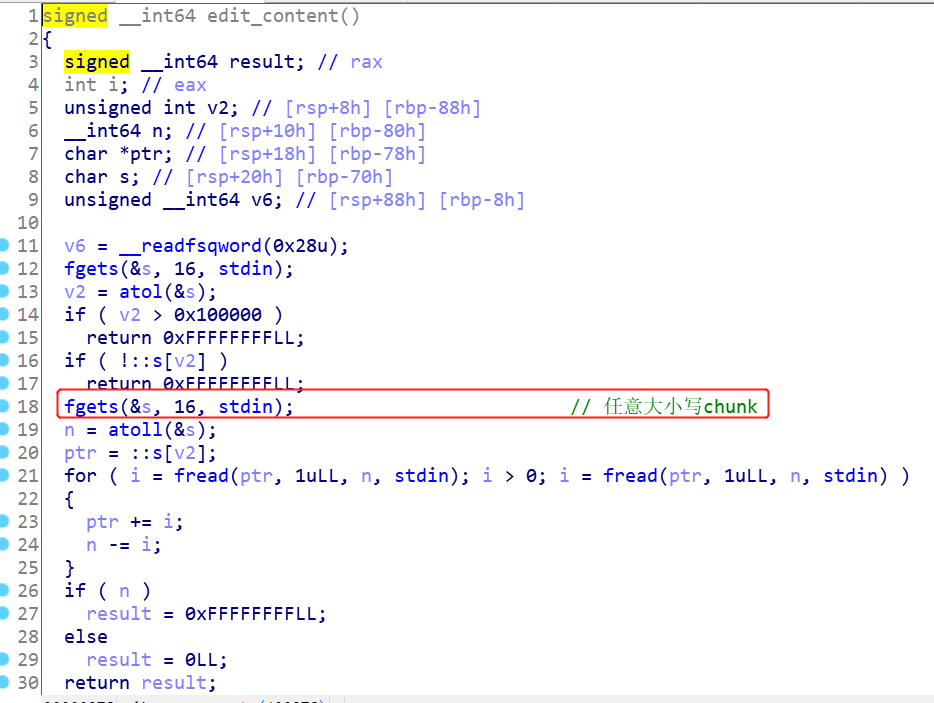 1 signed __int64 edit_content()
2 {
3 signed __int64 result; // rax
4 int i; // eax
5 unsigned int v2; // [rsp+8h] [rbp-88h]
6 __int64 n; // [rsp+10h] [rbp-80h]
7 char *ptr; // [rsp+18h] [rbp-78h]
8 char s; // [rsp+20h] [rbp-70h]
9 unsigned __int64 v6; // [rsp+88h] [rbp-8h]
10
11 v6 = __readfsqword(0x28u);
12 fgets(&s, 16, stdin);
13 v2 = atol(&s);
14 if ( v2 > 0x100000 )
15 return 0xFFFFFFFFLL;
16 if ( !::s[v2] )
17 return 0xFFFFFFFFLL;
18 fgets(&s, 16, stdin); // 任意大小写chunk
19 n = atoll(&s);
20 ptr = ::s[v2];
21 for ( i = fread(ptr, 1uLL, n, stdin); i > 0; i = fread(ptr, 1uLL, n, stdin) )
22 {
23 ptr += i;
24 n -= i;
25 }
26 if ( n )
27 result = 0xFFFFFFFFLL;
28 else
29 result = 0LL;
30 return result;